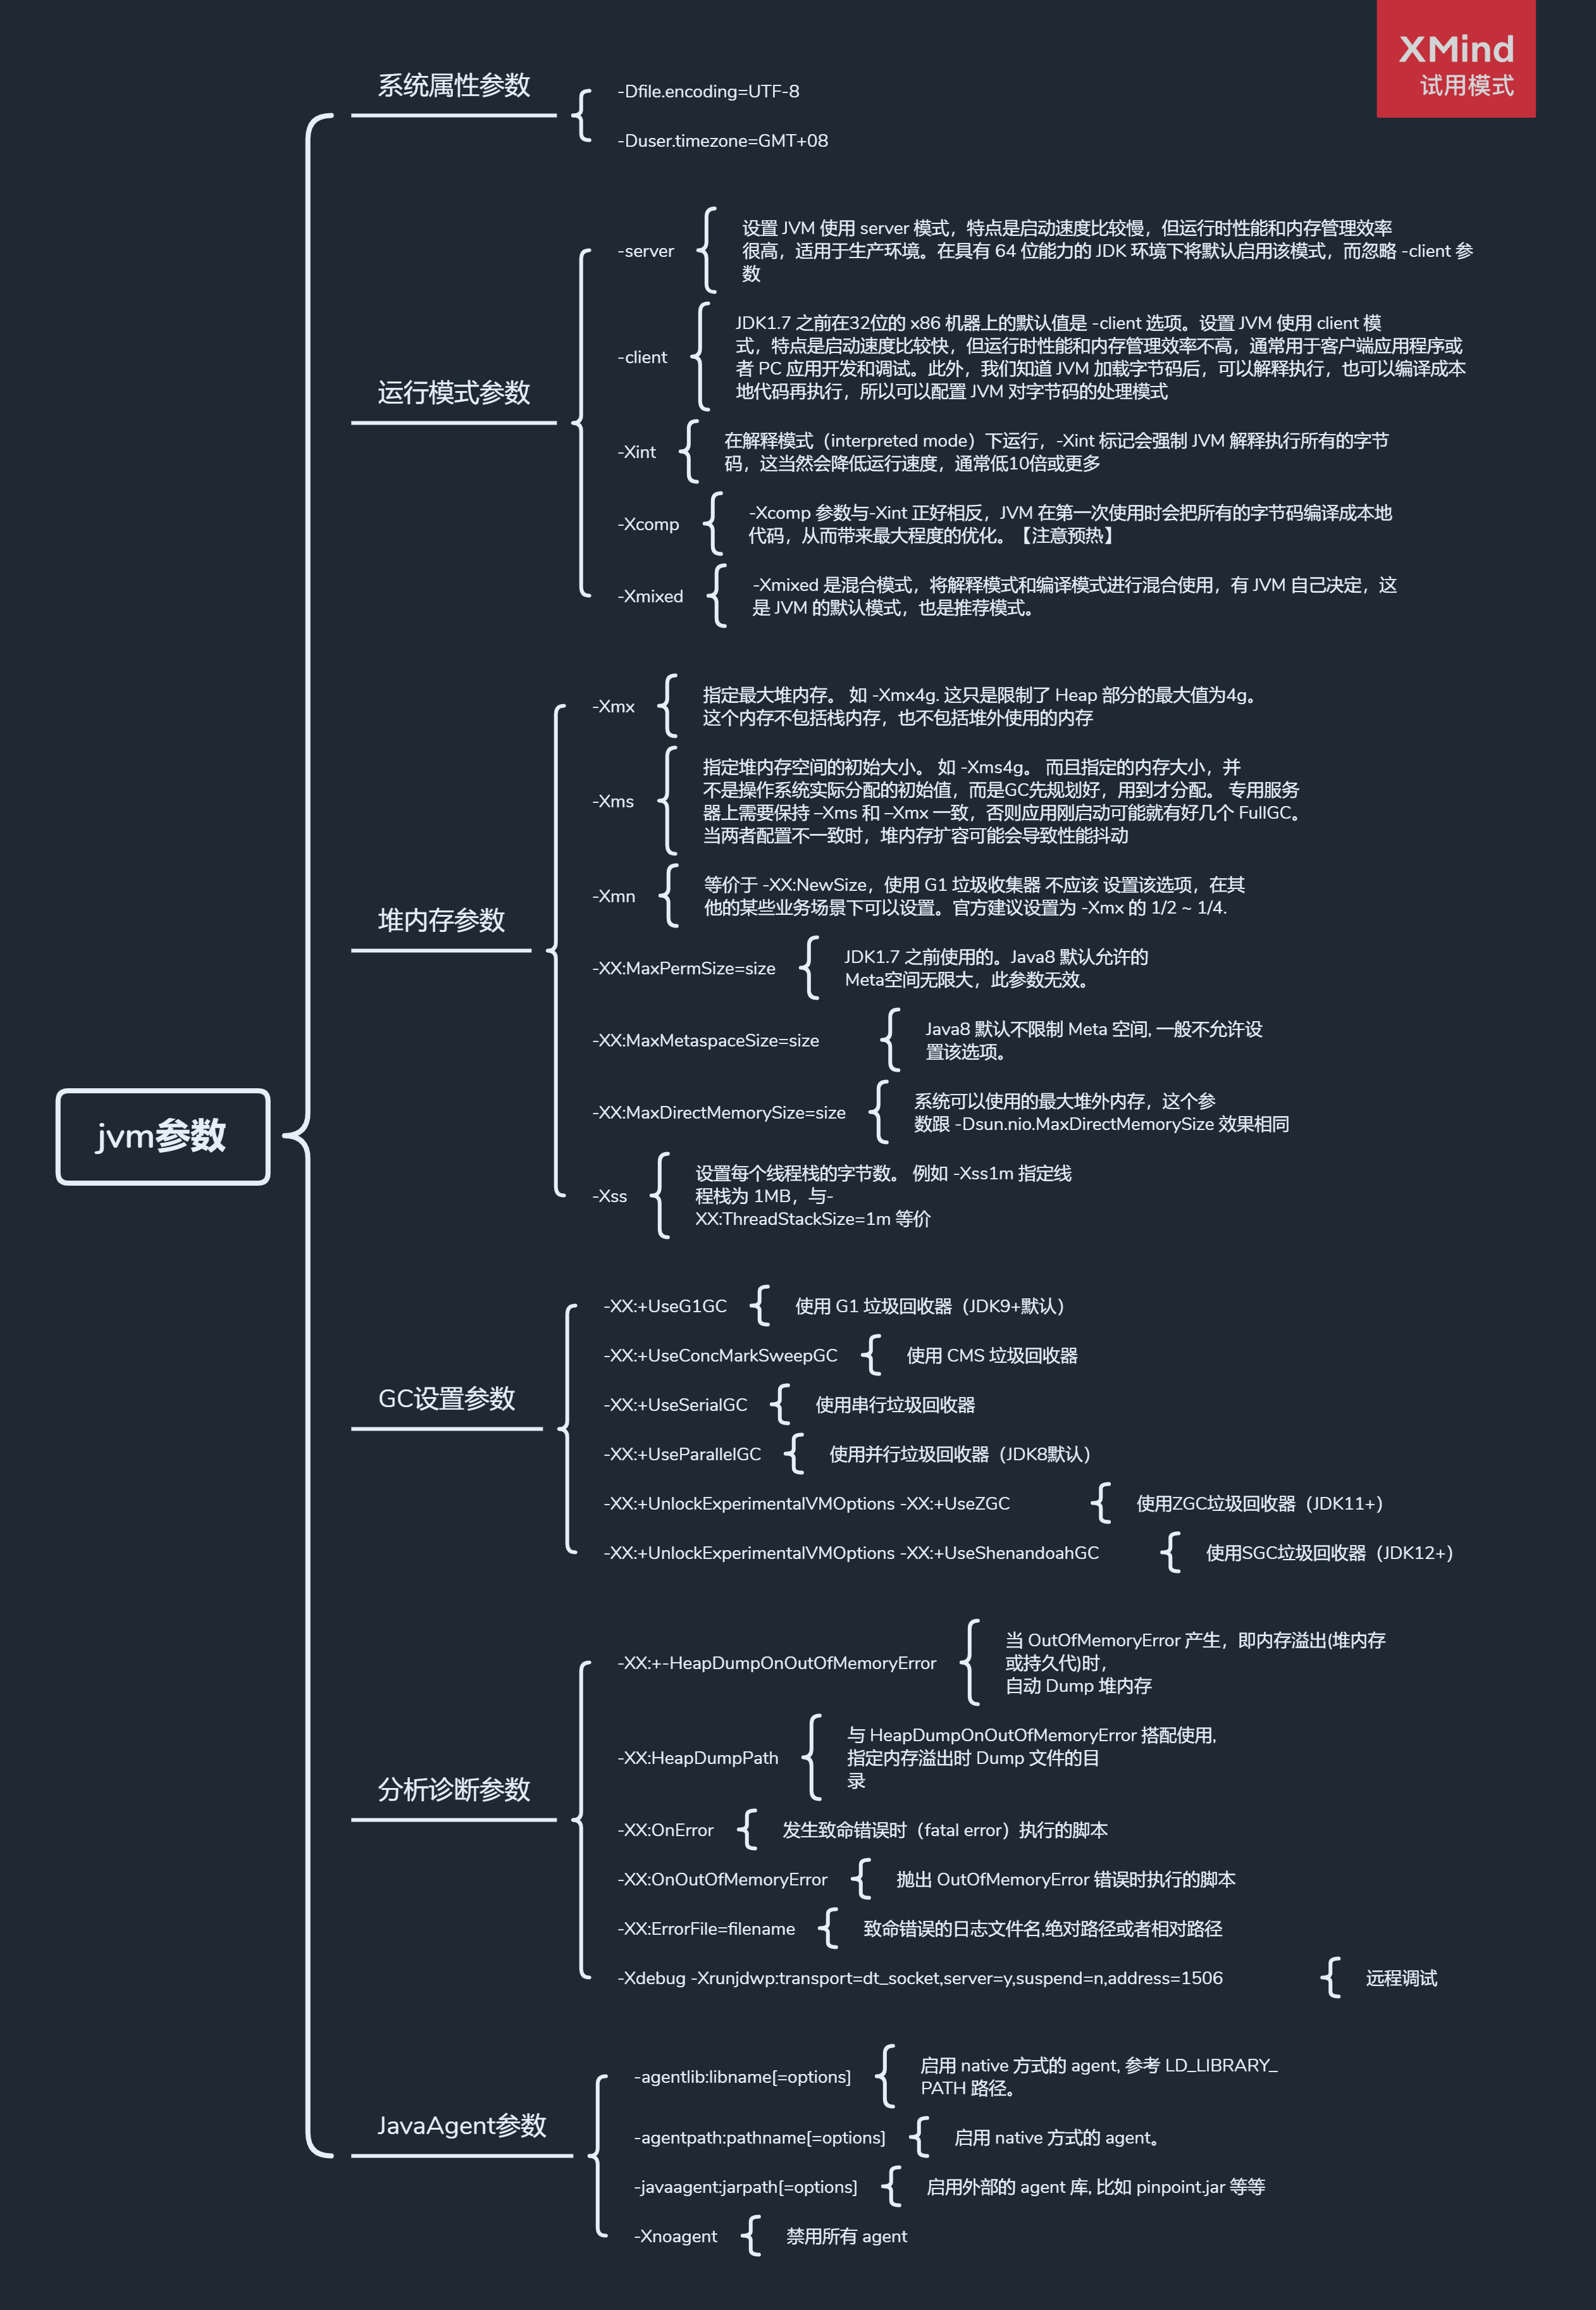 XMind
试用模式
jvm参数
系统属性参数
-Dfile.encoding=UTF-8
-Duser.timezone=GMT+08
运行模式参数
-server
设置 JVM 使用 server 模式，特点是启动速度比较慢，但运行时性能和内存管理效率
很高，适用于生产环境。在具有 64 位能力的 JDK 环境下将默认启用该模式，而忽略 -client 参
数
-client
JDK1.7 之前在32位的 x86 机器上的默认值是 -client 选项。设置 JVM 使用 client 模
式，特点是启动速度比较快，但运行时性能和内存管理效率不高，通常用于客户端应用程序或
者 PC 应用开发和调试。此外，我们知道 JVM 加载字节码后，可以解释执行，也可以编译成本
地代码再执行，所以可以配置 JVM 对字节码的处理模式
-Xint
在解释模式（interpreted mode）下运行，-Xint 标记会强制 JVM 解释执行所有的字节
码，这当然会降低运行速度，通常低10倍或更多
-Xcomp
-Xcomp 参数与-Xint 正好相反，JVM 在第一次使用时会把所有的字节码编译成本地
代码，从而带来最大程度的优化。【注意预热】
-Xmixed
-Xmixed 是混合模式，将解释模式和编译模式进行混合使用，有 JVM 自己决定，这
是 JVM 的默认模式，也是推荐模式。
堆内存参数
-Xmx
指定最大堆内存。 如 -Xmx4g. 这只是限制了 Heap 部分的最大值为4g。
这个内存不包括栈内存，也不包括堆外使用的内存
-Xms
指定堆内存空间的初始大小。 如 -Xms4g。 而且指定的内存大小，并
不是操作系统实际分配的初始值，而是GC先规划好，用到才分配。 专用服务
器上需要保持 –Xms 和 –Xmx 一致，否则应用刚启动可能就有好几个 FullGC。
当两者配置不一致时，堆内存扩容可能会导致性能抖动
-Xmn
等价于 -XX:NewSize，使用 G1 垃圾收集器 不应该 设置该选项，在其
他的某些业务场景下可以设置。官方建议设置为 -Xmx 的 1/2 ~ 1/4.
-XX:MaxPermSize=size
JDK1.7 之前使用的。Java8 默认允许的
Meta空间无限大，此参数无效。
-XX:MaxMetaspaceSize=size
Java8 默认不限制 Meta 空间, 一般不允许设
置该选项。
-XX:MaxDirectMemorySize=size
系统可以使用的最大堆外内存，这个参
数跟 -Dsun.nio.MaxDirectMemorySize 效果相同
-Xss
设置每个线程栈的字节数。 例如 -Xss1m 指定线
程栈为 1MB，与-
XX:ThreadStackSize=1m 等价
GC设置参数
-XX:+UseG1GC
使用 G1 垃圾回收器（JDK9+默认）
-XX:+UseConcMarkSweepGC
使用 CMS 垃圾回收器
-XX:+UseSerialGC
使用串行垃圾回收器
-XX:+UseParallelGC
使用并行垃圾回收器（JDK8默认）
-XX:+UnlockExperimentalVMOptions -XX:+UseZGC
使用ZGC垃圾回收器（JDK11+）
-XX:+UnlockExperimentalVMOptions -XX:+UseShenandoahGC
使用SGC垃圾回收器（JDK12+）
分析诊断参数
-XX:+-HeapDumpOnOutOfMemoryError
当 OutOfMemoryError 产生，即内存溢出(堆内存
或持久代)时，
自动 Dump 堆内存
-XX:HeapDumpPath
与 HeapDumpOnOutOfMemoryError 搭配使用,
指定内存溢出时 Dump 文件的目
录
-XX:OnError
发生致命错误时（fatal error）执行的脚本
-XX:OnOutOfMemoryError
抛出 OutOfMemoryError 错误时执行的脚本
-XX:ErrorFile=filename
致命错误的日志文件名,绝对路径或者相对路径
-Xdebug -Xrunjdwp:transport=dt_socket,server=y,suspend=n,address=1506
远程调试
JavaAgent参数
-agentlib:libname[=options]
启用 native 方式的 agent, 参考 LD_LIBRARY_
PATH 路径。
-agentpath:pathname[=options]
启用 native 方式的 agent。
-javaagent:jarpath[=options]
启用外部的 agent 库, 比如 pinpoint.jar 等等
-Xnoagent
禁用所有 agent